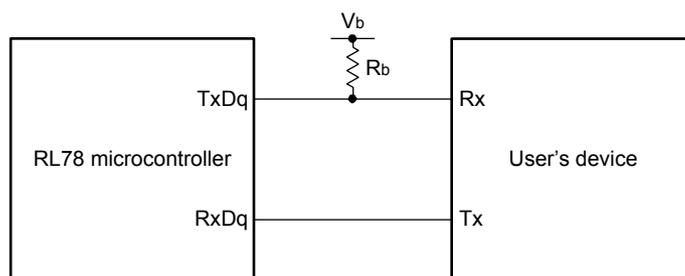 Vb
Rb
TxDq
Rx
RL78 microcontroller
User’s device
RxDq
Tx